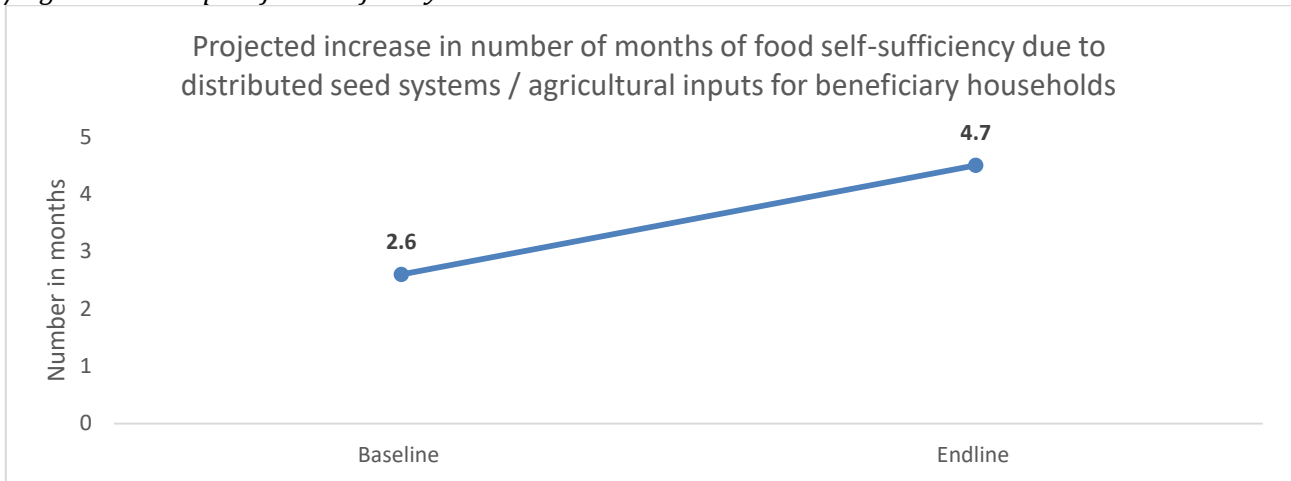 Projected increase in number of months of food self-sufficiency due to
distributed seed systems / agricultural inputs for beneficiary households
Number in months
5
4
3
2
1
0
2.6
4.7
Baseline
Endline